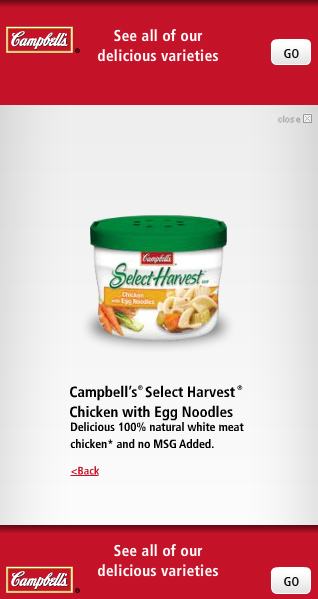 Campbell's®
See all of our
delicious varieties
GO
close
Campbell's
Select Harvest
Chicken
with Egg Noodles
Campbell's® Select Harvest®
Chicken with Egg Noodles
Delicious 100% natural white meat
chicken* and no MSG Added.
<Back
See all of our
delicious varieties
Campbell's®
GO